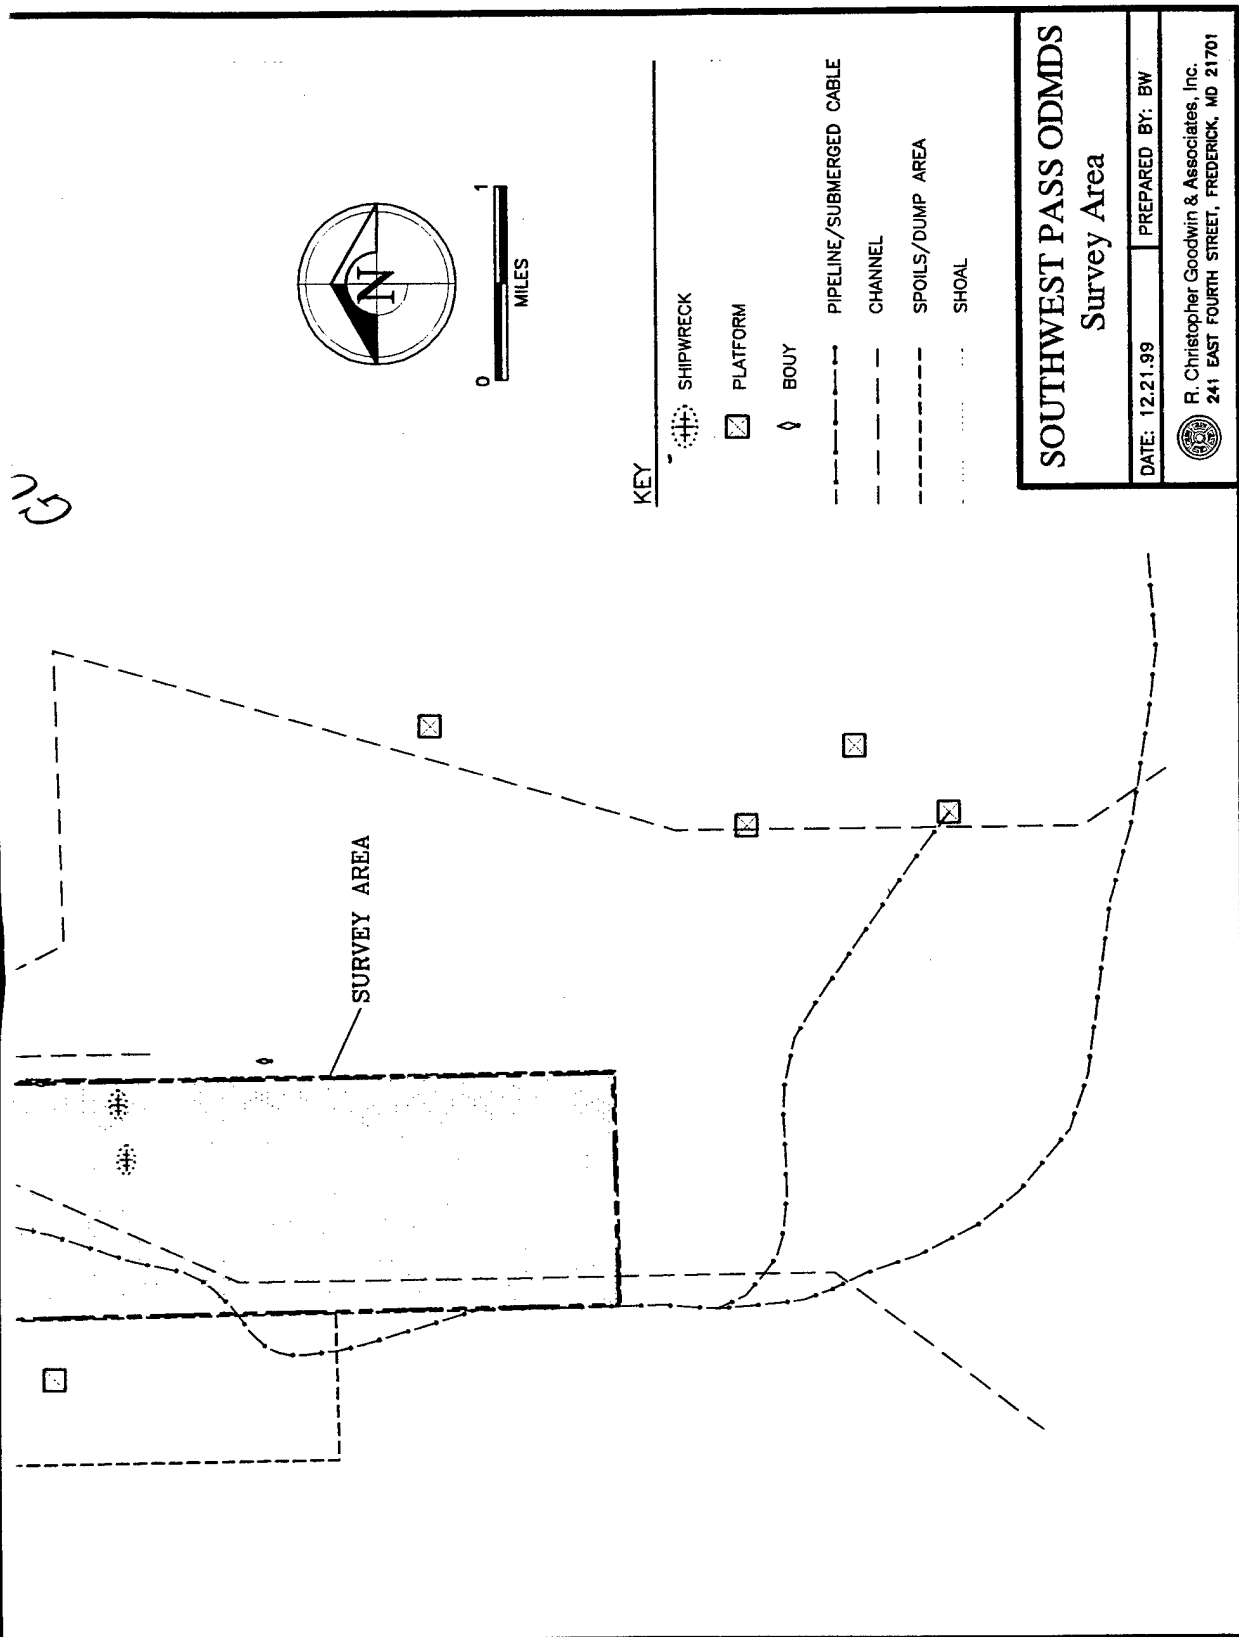 GU
N
0 1
MILES
KEY
SHIPWRECK
PLATFORM
BOUY
PIPELINE/SUBMERGED CABLE
CHANNEL
SPOILS/DUMP AREA
SHOAL
SURVEY AREA
SOUTHWEST PASS ODMDS
Survey Area
DATE: 12.21.99 PREPARED BY: BW
R. Christopher Goodwin & Associates, Inc.
241 EAST FOURTH STREET, FREDERICK, MD 21701